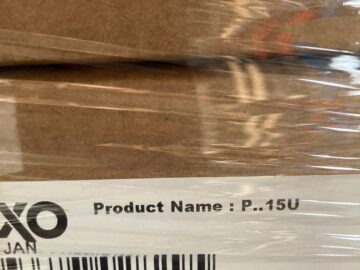 XO Product Name : P..15U
JAN